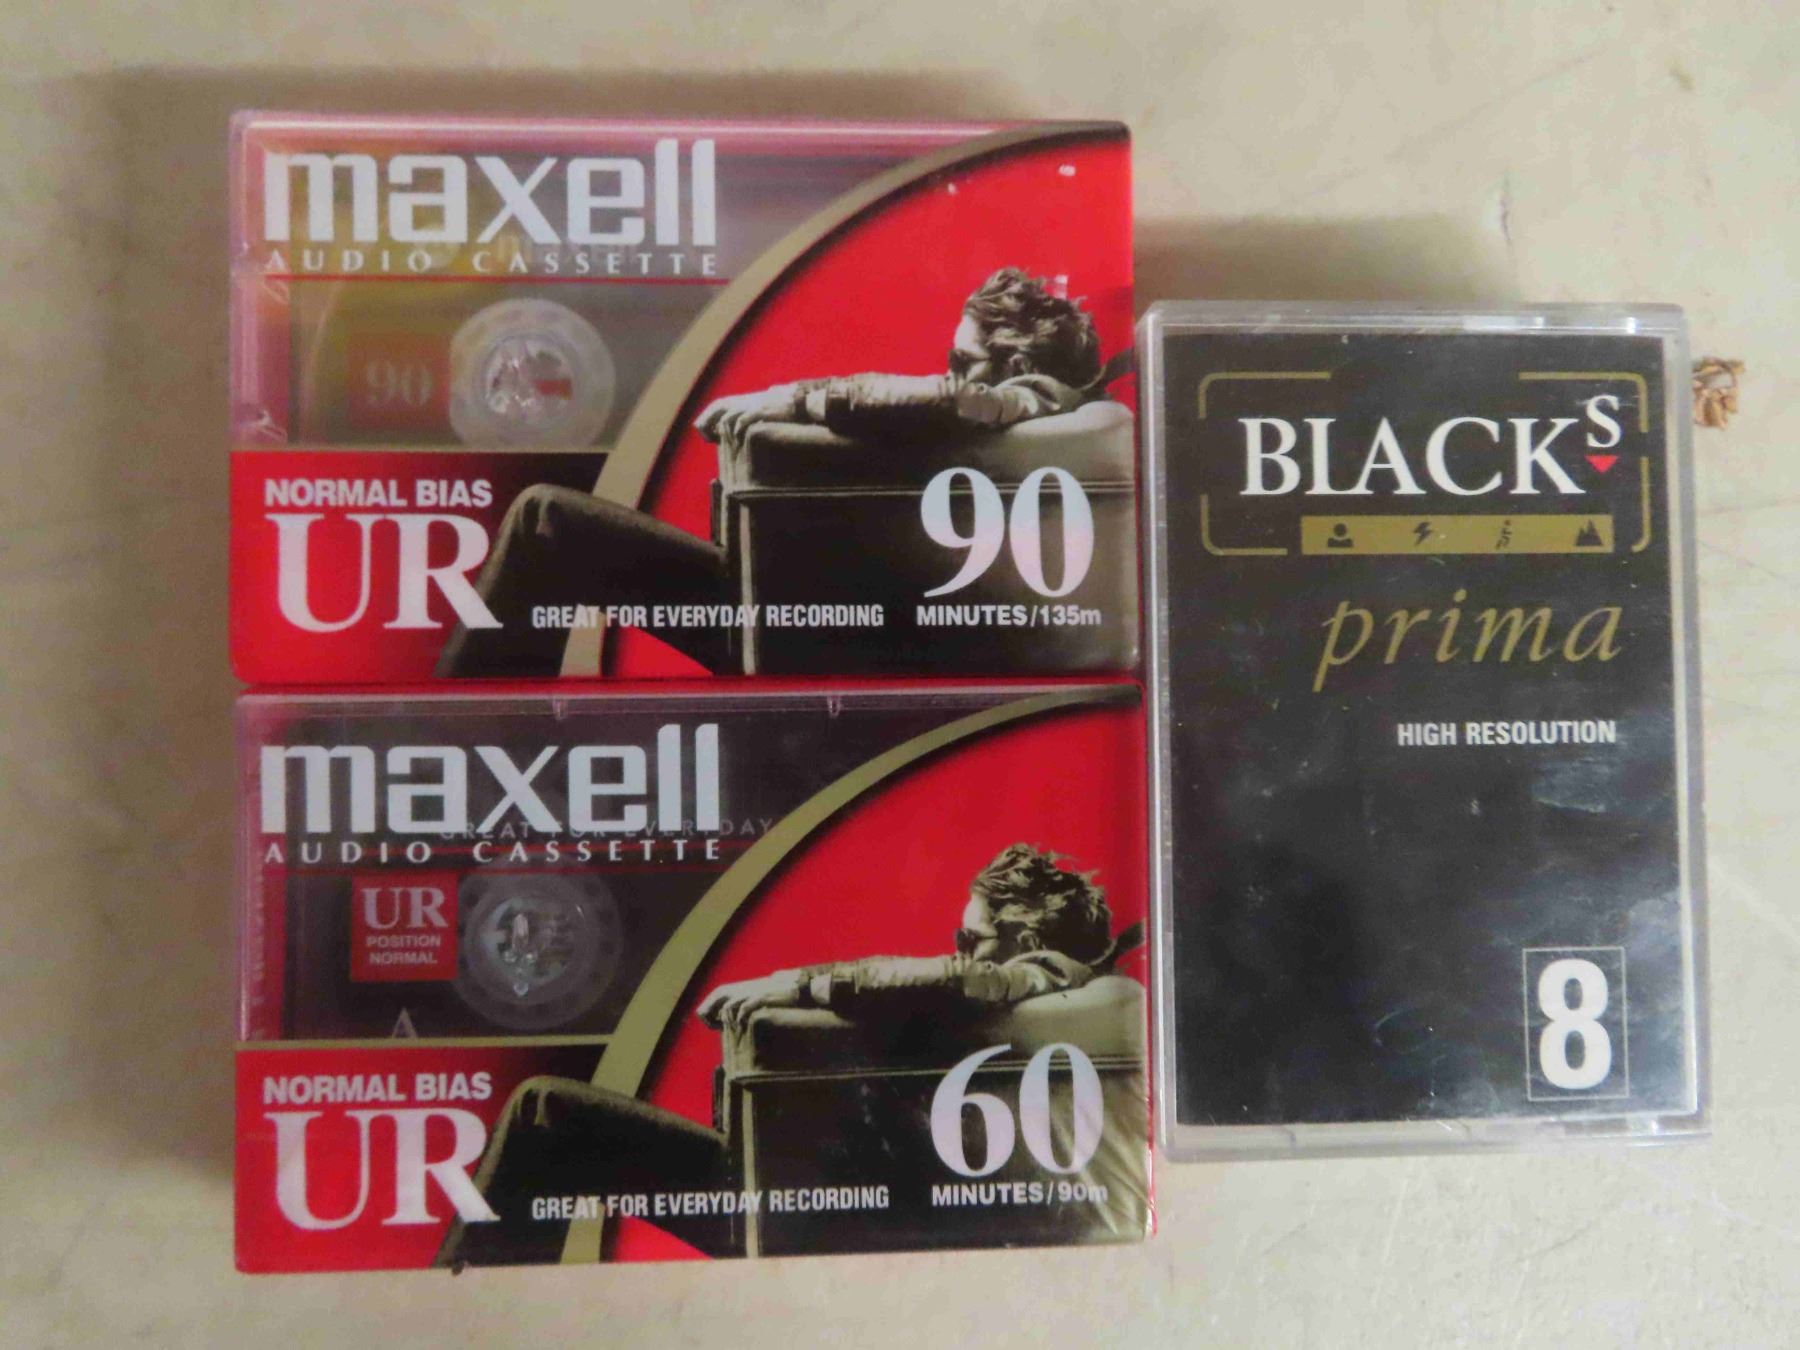 maxell
AUDIO CASSETTE
90
NORMAL BIAS
UR
GREAT FOR EVERYDAY RECORDING
90
MINUTES/135m
maxell
GREAT FOR EVERYDAY
AUDIO CASSETTE
UR
POSITION
NORMAL
A
NORMAL BIAS
UR
GREAT FOR EVERYDAY RECORDING
60
MINUTES/90m
BLACKS
prima
HIGH RESOLUTION
8